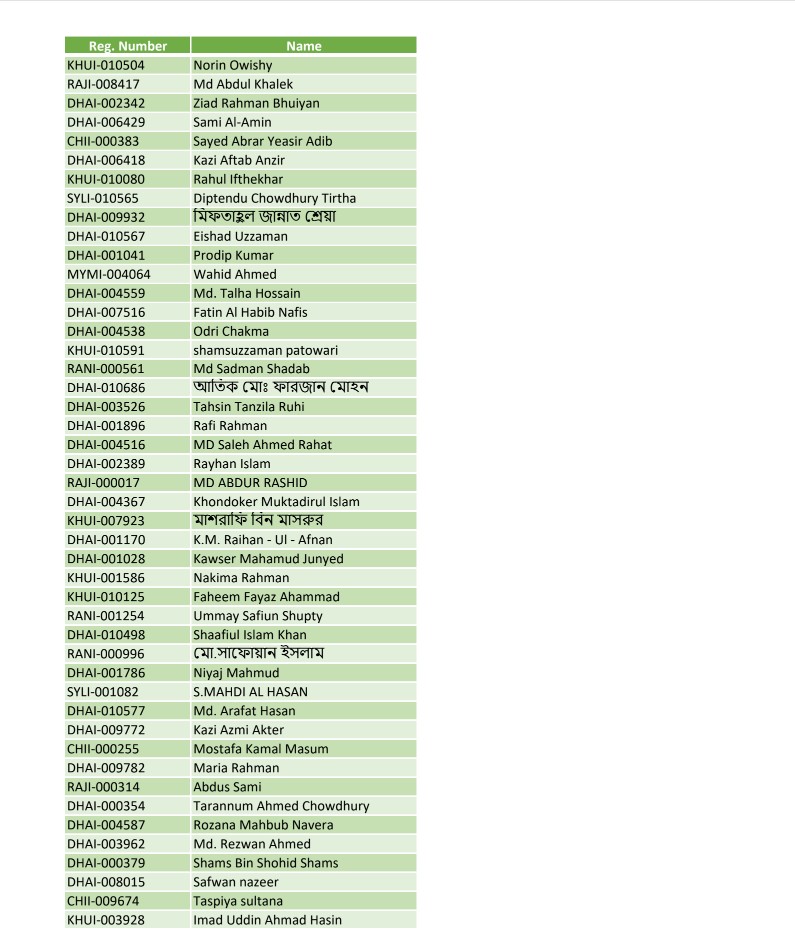 Reg. Number Name
KHUI-010504 Norin Owishy
RAJI-008417 Md Abdul Khalek
DHAI-002342 Ziad Rahman Bhuiyan
DHAI-006429 Sami Al-Amin
CHII-000383 Sayed Abrar Yeasir Adib
DHAI-006418 Kazi Aftab Anzir
KHUI-010080 Rahul Ifthekhar
SYLI-010565 Diptendu Chowdhury Tirtha
DHAI-009932 মিফতাহুল জান্নাত শ্রেয়া
DHAI-010567 Eishad Uzzaman
DHAI-001041 Prodip Kumar
MYMI-004064 Wahid Ahmed
DHAI-004559 Md. Talha Hossain
DHAI-007516 Fatin Al Habib Nafis
DHAI-004538 Odri Chakma
KHUI-010591 shamsuzzaman patowari
RANI-000561 Md Sadman Shadab
DHAI-010686 আতিক মোঃ ফারজান মোহন
DHAI-003526 Tahsin Tanzila Ruhi
DHAI-001896 Rafi Rahman
DHAI-004516 MD Saleh Ahmed Rahat
DHAI-002389 Rayhan Islam
RAJI-000017 MD ABDUR RASHID
DHAI-004367 Khondoker Muktadirul Islam
KHUI-007923 মাশরাফি বিন মাসরুর
DHAI-001170 K.M. Raihan - Ul - Afnan
DHAI-001028 Kawser Mahamud Junyed
KHUI-001586 Nakima Rahman
KHUI-010125 Faheem Fayaz Ahammad
RANI-001254 Ummay Safiun Shupty
DHAI-010498 Shaafiul Islam Khan
RANI-000996 মো.সাফোয়ান ইসলাম
DHAI-001786 Niyaj Mahmud
SYLI-001082 S.MAHDI AL HASAN
DHAI-010577 Md. Arafat Hasan
DHAI-009772 Kazi Azmi Akter
CHII-000255 Mostafa Kamal Masum
DHAI-009782 Maria Rahman
RAJI-000314 Abdus Sami
DHAI-000354 Tarannum Ahmed Chowdhury
DHAI-004587 Rozana Mahbub Navera
DHAI-003962 Md. Rezwan Ahmed
DHAI-000379 Shams Bin Shohid Shams
DHAI-008015 Safwan nazeer
CHII-009674 Taspiya sultana
KHUI-003928 Imad Uddin Ahmad Hasin